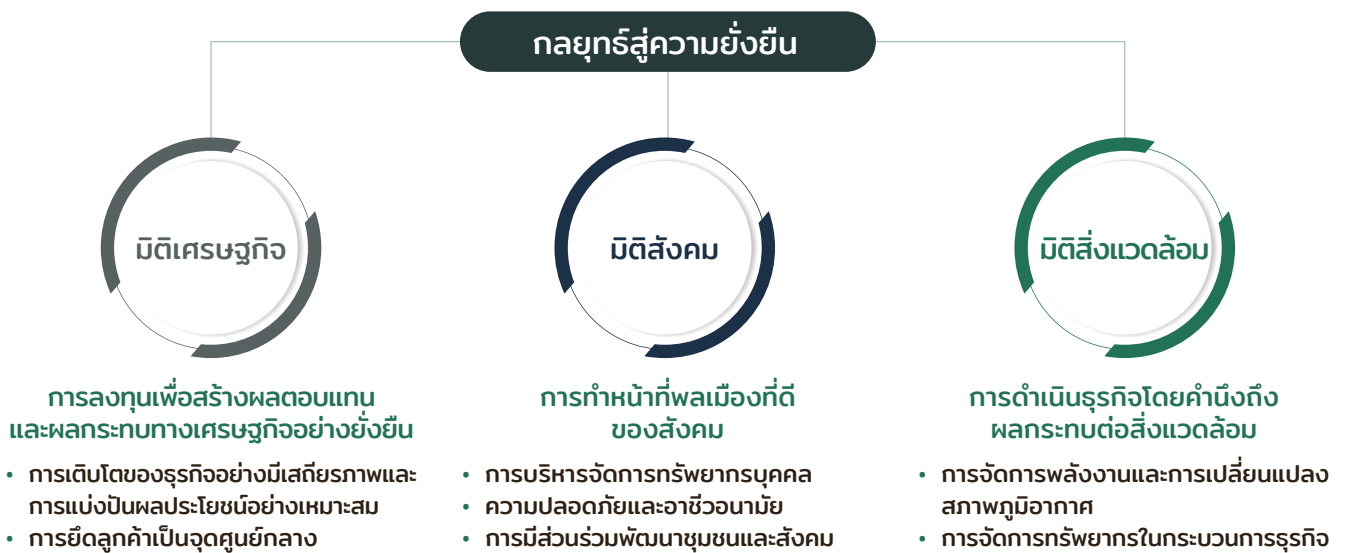 กลยุทธ์สู่ความยั่งยืน
มิติเศรษฐกิจ
การลงทุนเพื่อสร้างผลตอบแทน
และผลกระทบทางเศรษฐกิจอย่างยั่งยืน
• การเติบโตของธุรกิจอย่างมีเสถียรภาพและ
การแบ่งปันผลประโยชน์อย่างเหมาะสม
• การยึดลูกค้าเป็นจุดศูนย์กลาง
มิติสังคม
การทำหน้าที่พลเมืองที่ดี
ของสังคม
• การบริหารจัดการทรัพยากรบุคคล
• ความปลอดภัยและอาชีวอนามัย
• การมีส่วนร่วมพัฒนาชุมชนและสังคม
มิติสิ่งแวดล้อม
การดำเนินธุรกิจโดยคำนึงถึง
ผลกระทบต่อสิ่งแวดล้อม
• การจัดการพลังงานและการเปลี่ยนแปลง
สภาพภูมิอากาศ
• การจัดการทรัพยากรในกระบวนการธุรกิจ